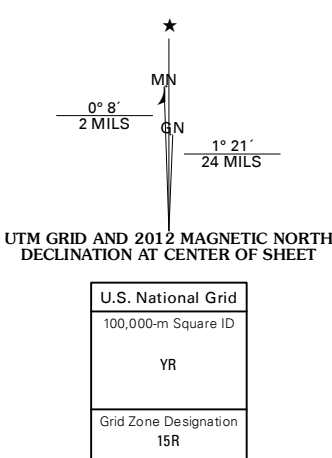 ★
MN
0° 8´
2 MILS
GN
1° 21´
24 MILS
UTM GRID AND 2012 MAGNETIC NORTH
DECLINATION AT CENTER OF SHEET
U.S. National Grid
100,000-m Square ID
YR
Grid Zone Designation
15R